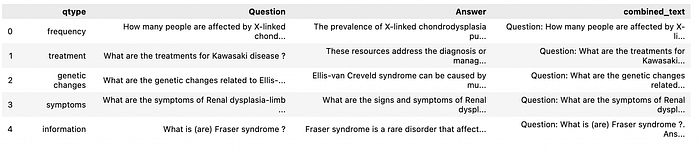 qtype Question Answer combined_text
0 frequency How many people are affected by X-linked chond... The prevalence of X-linked chondrodysplasia pu... Question: How many people are affected by X-li...
1 treatment What are the treatments for Kawasaki disease ? These resources address the diagnosis or manag... Question: What are the treatments for Kawasaki...
2 genetic changes What are the genetic changes related to Ellis-... Ellis-van Creveld syndrome can be caused by mu... Question: What are the genetic changes related...
3 symptoms What are the symptoms of Renal dysplasia-limb ... What are the signs and symptoms of Renal dyspl... Question: What are the symptoms of Renal dyspl...
4 information What is (are) Fraser syndrome ? Fraser syndrome is a rare disorder that affect... Question: What is (are) Fraser syndrome ?. Ans...